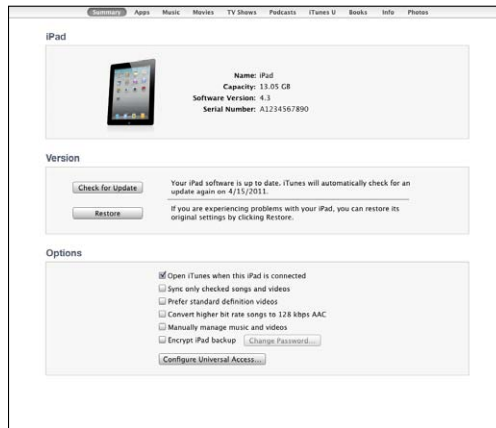 Summary Apps Music Movies TV Shows Podcasts iTunes U Books Info Photos
iPad
Name: iPad
Capacity: 13.05 GB
Software Version: 4.3
Serial Number: A1234567890
Version
Check for Update
Your iPad software is up to date. iTunes will automatically check for an
update again on 4/15/2011.
Restore
If you are experiencing problems with your iPad, you can restore its
original settings by clicking Restore.
Options
Open iTunes when this iPad is connected
Sync only checked songs and videos
Prefer standard definition videos
Convert higher bit rate songs to 128 kbps AAC
Manually manage music and videos
Encrypt iPad backup Change Password...
Configure Universal Access...